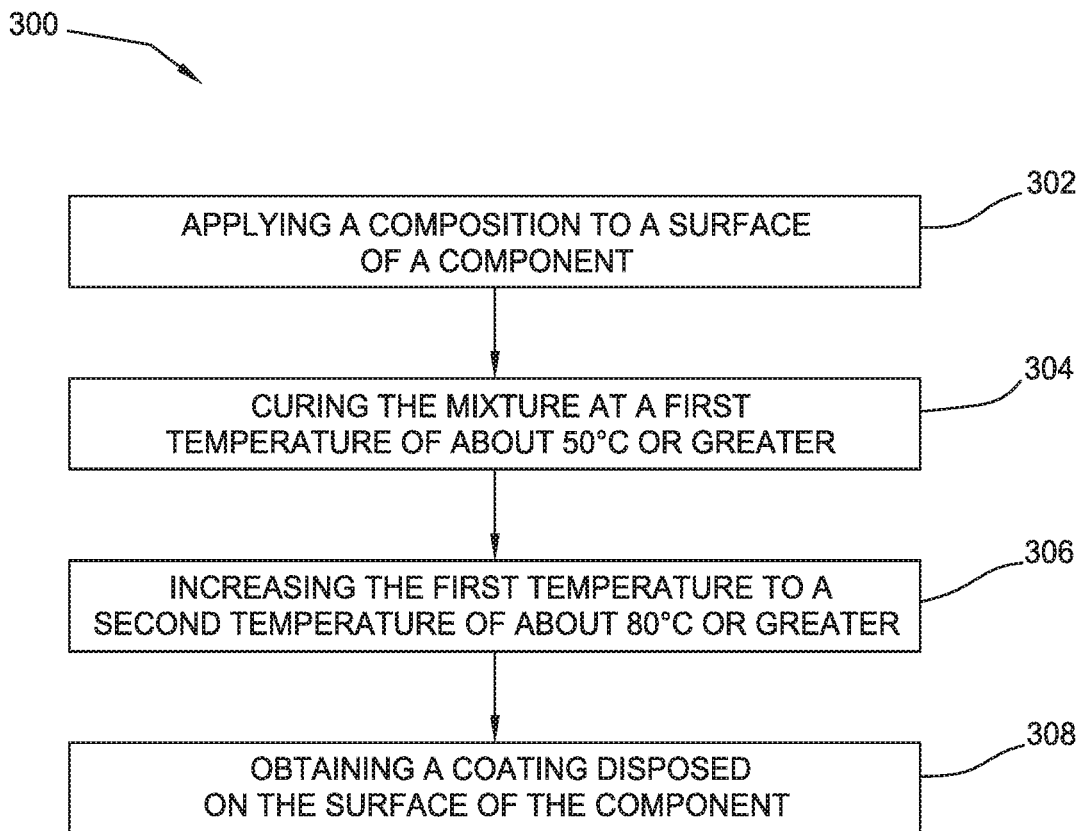 300
302
APPLYING A COMPOSITION TO A SURFACE
OF A COMPONENT
304
CURING THE MIXTURE AT A FIRST
TEMPERATURE OF ABOUT 50°C OR GREATER
306
INCREASING THE FIRST TEMPERATURE TO A
SECOND TEMPERATURE OF ABOUT 80°C OR GREATER
308
OBTAINING A COATING DISPOSED
ON THE SURFACE OF THE COMPONENT